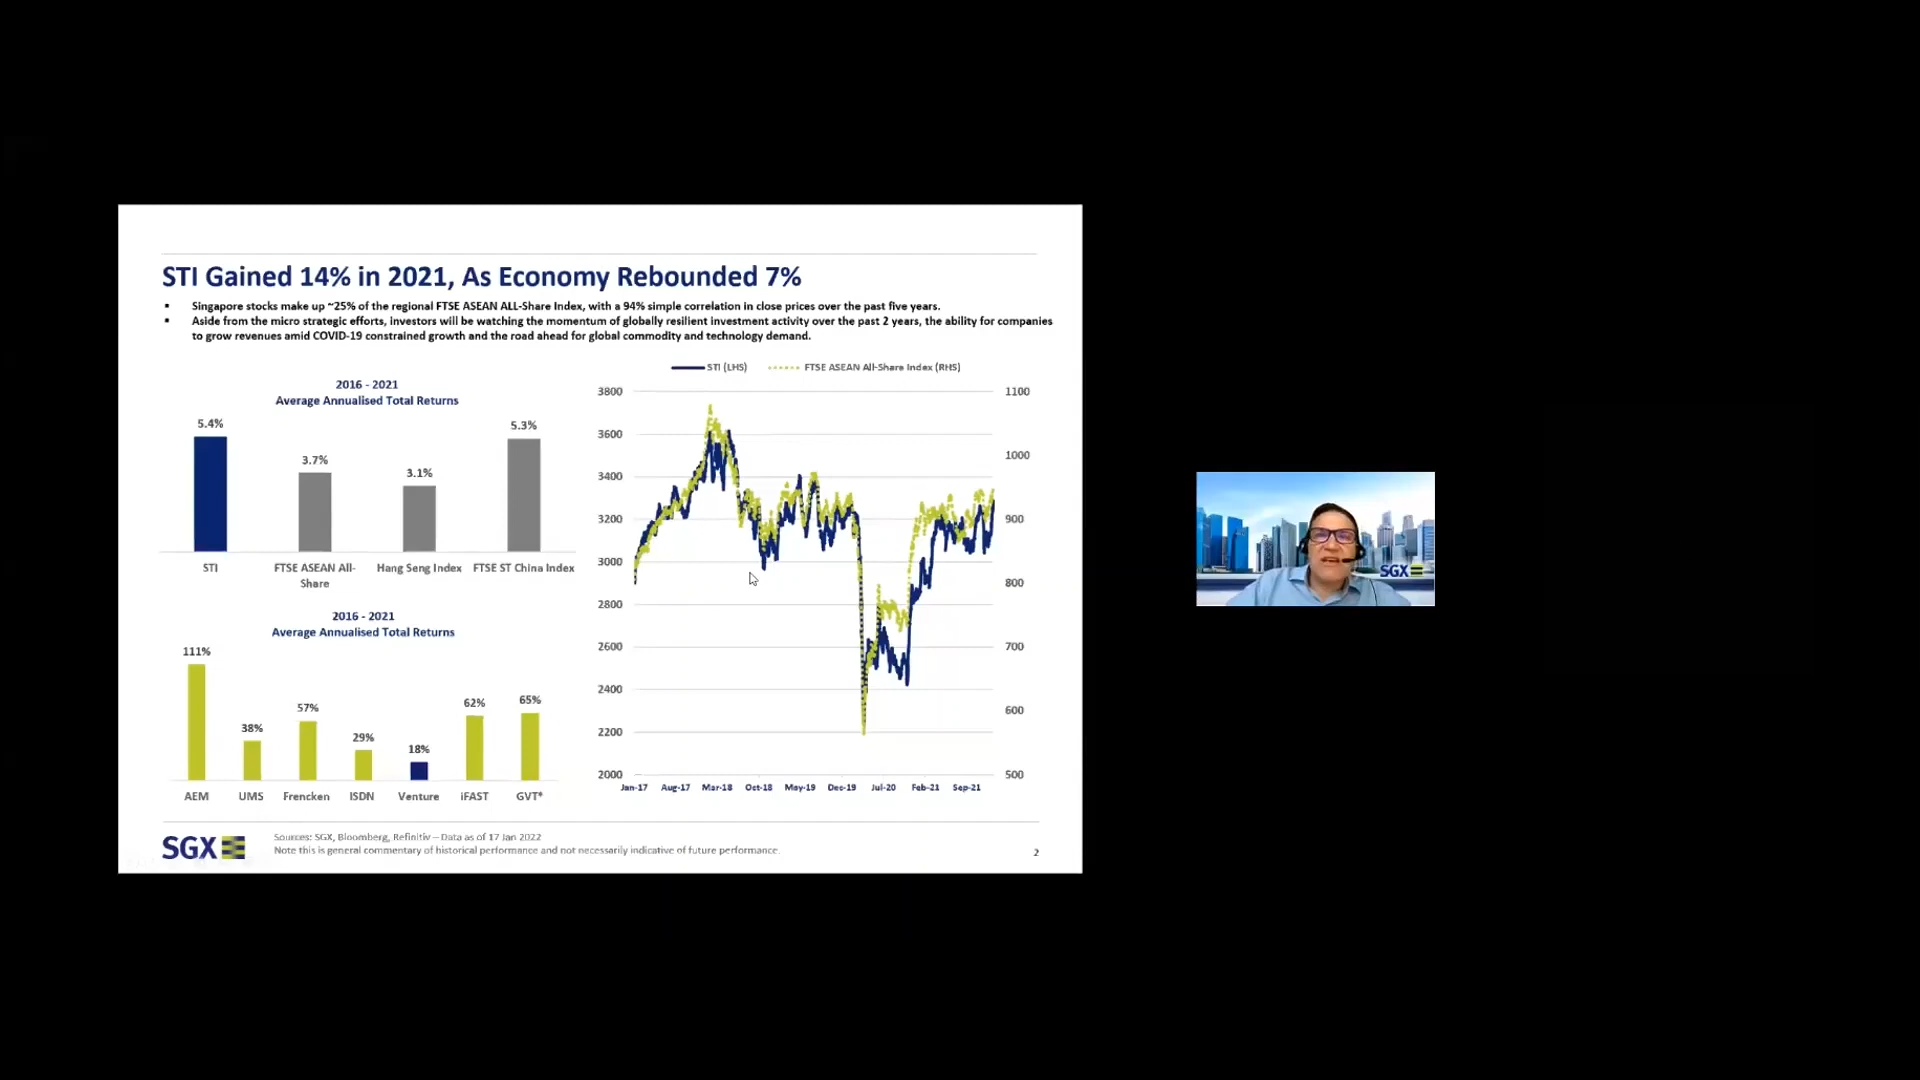 STI Gained 14% in 2021, As Economy Rebounded 7%
▪ Singapore stocks make up ~25% of the regional FTSE ASEAN ALL-Share Index, with a 94% simple correlation in close prices over the past five years.
▪ Aside from the micro strategic efforts, investors will be watching the momentum of globally resilient investment activity over the past 2 years, the ability for companies
to grow revenues amid COVID-19 constrained growth and the road ahead for global commodity and technology demand.
2016 - 2021
Average Annualised Total Returns
5.4%
3.7%
3.1%
5.3%
STI
FTSE ASEAN All-
Share
Hang Seng Index
FTSE ST China Index
2016 - 2021
Average Annualised Total Returns
111%
38%
57%
29%
18%
62%
65%
AEM
UMS
Frencken
ISDN
Venture
iFAST
GVT*
STI (LHS)
FTSE ASEAN All-Share Index (RHS)
3800
3600
3400
3200
3000
2800
2600
2400
2200
2000
1100
1000
900
800
700
600
500
Jan-17
Aug-17
Mar-18
Oct-18
May-19
Dec-19
Jul-20
Feb-21
Sep-21
SGX
Sources: SGX, Bloomberg, Refinitiv – Data as of 17 Jan 2022
Note this is general commentary of historical performance and not necessarily indicative of future performance.
2
SGX